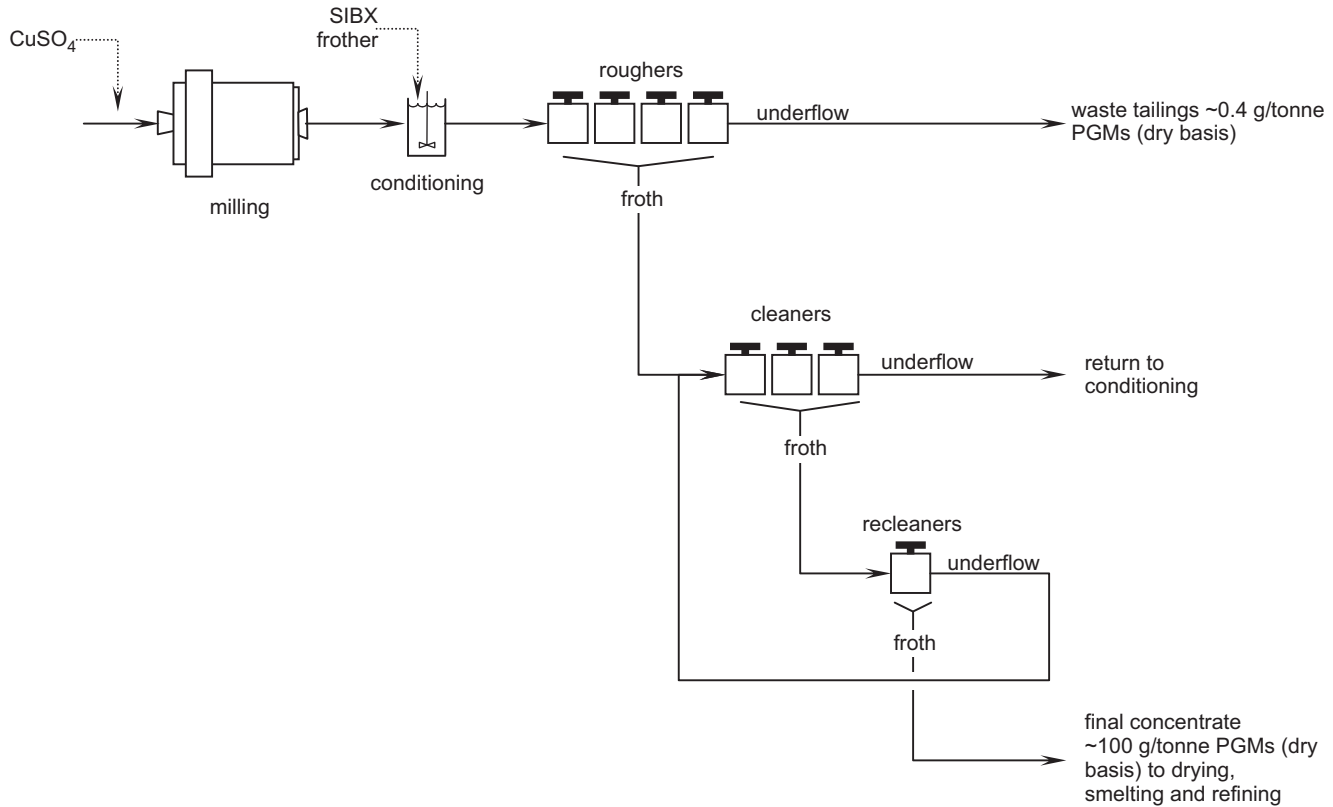 SIBX
frother
CuSO₄
roughers
underflow
waste tailings ~0.4 g/tonne
PGMs (dry basis)
conditioning
milling
froth
cleaners
underflow
return to
conditioning
froth
recleaners
underflow
froth
final concentrate
~100 g/tonne PGMs (dry
basis) to drying,
smelting and refining